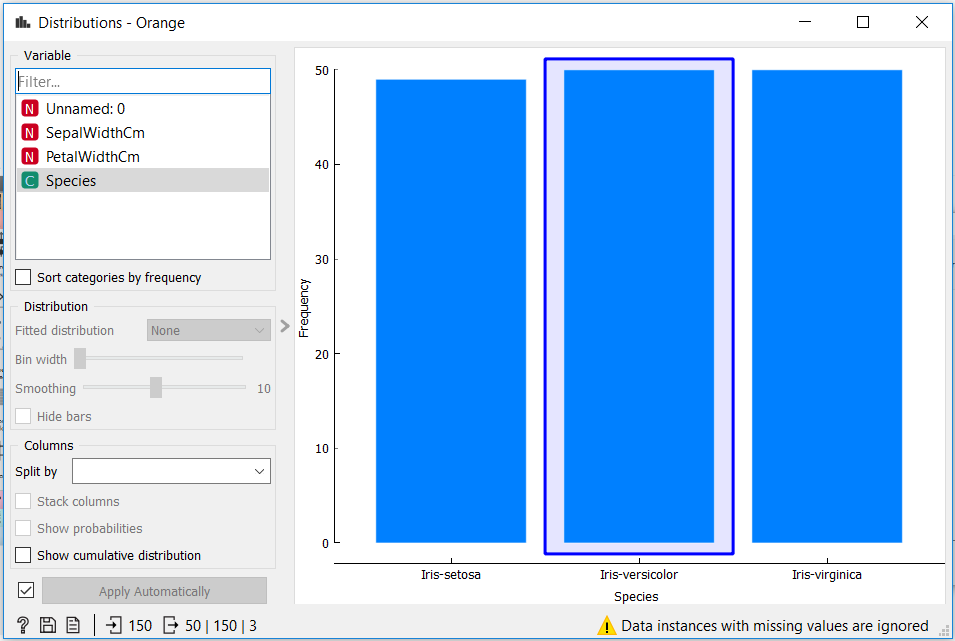 Distributions - Orange
Variable
Filter...
N Unnamed: 0
N SepalWidthCm
N PetalWidthCm
C Species
Sort categories by frequency
Distribution
Fitted distribution None
Bin width
Smoothing 10
Hide bars
Columns
Split by
Stack columns
Show probabilities
Show cumulative distribution
Apply Automatically
? 150 50 | 150 | 3
50
40
30
20
10
0
Frequency
Iris-setosa Iris-versicolor Iris-virginica
Species
Data instances with missing values are ignored